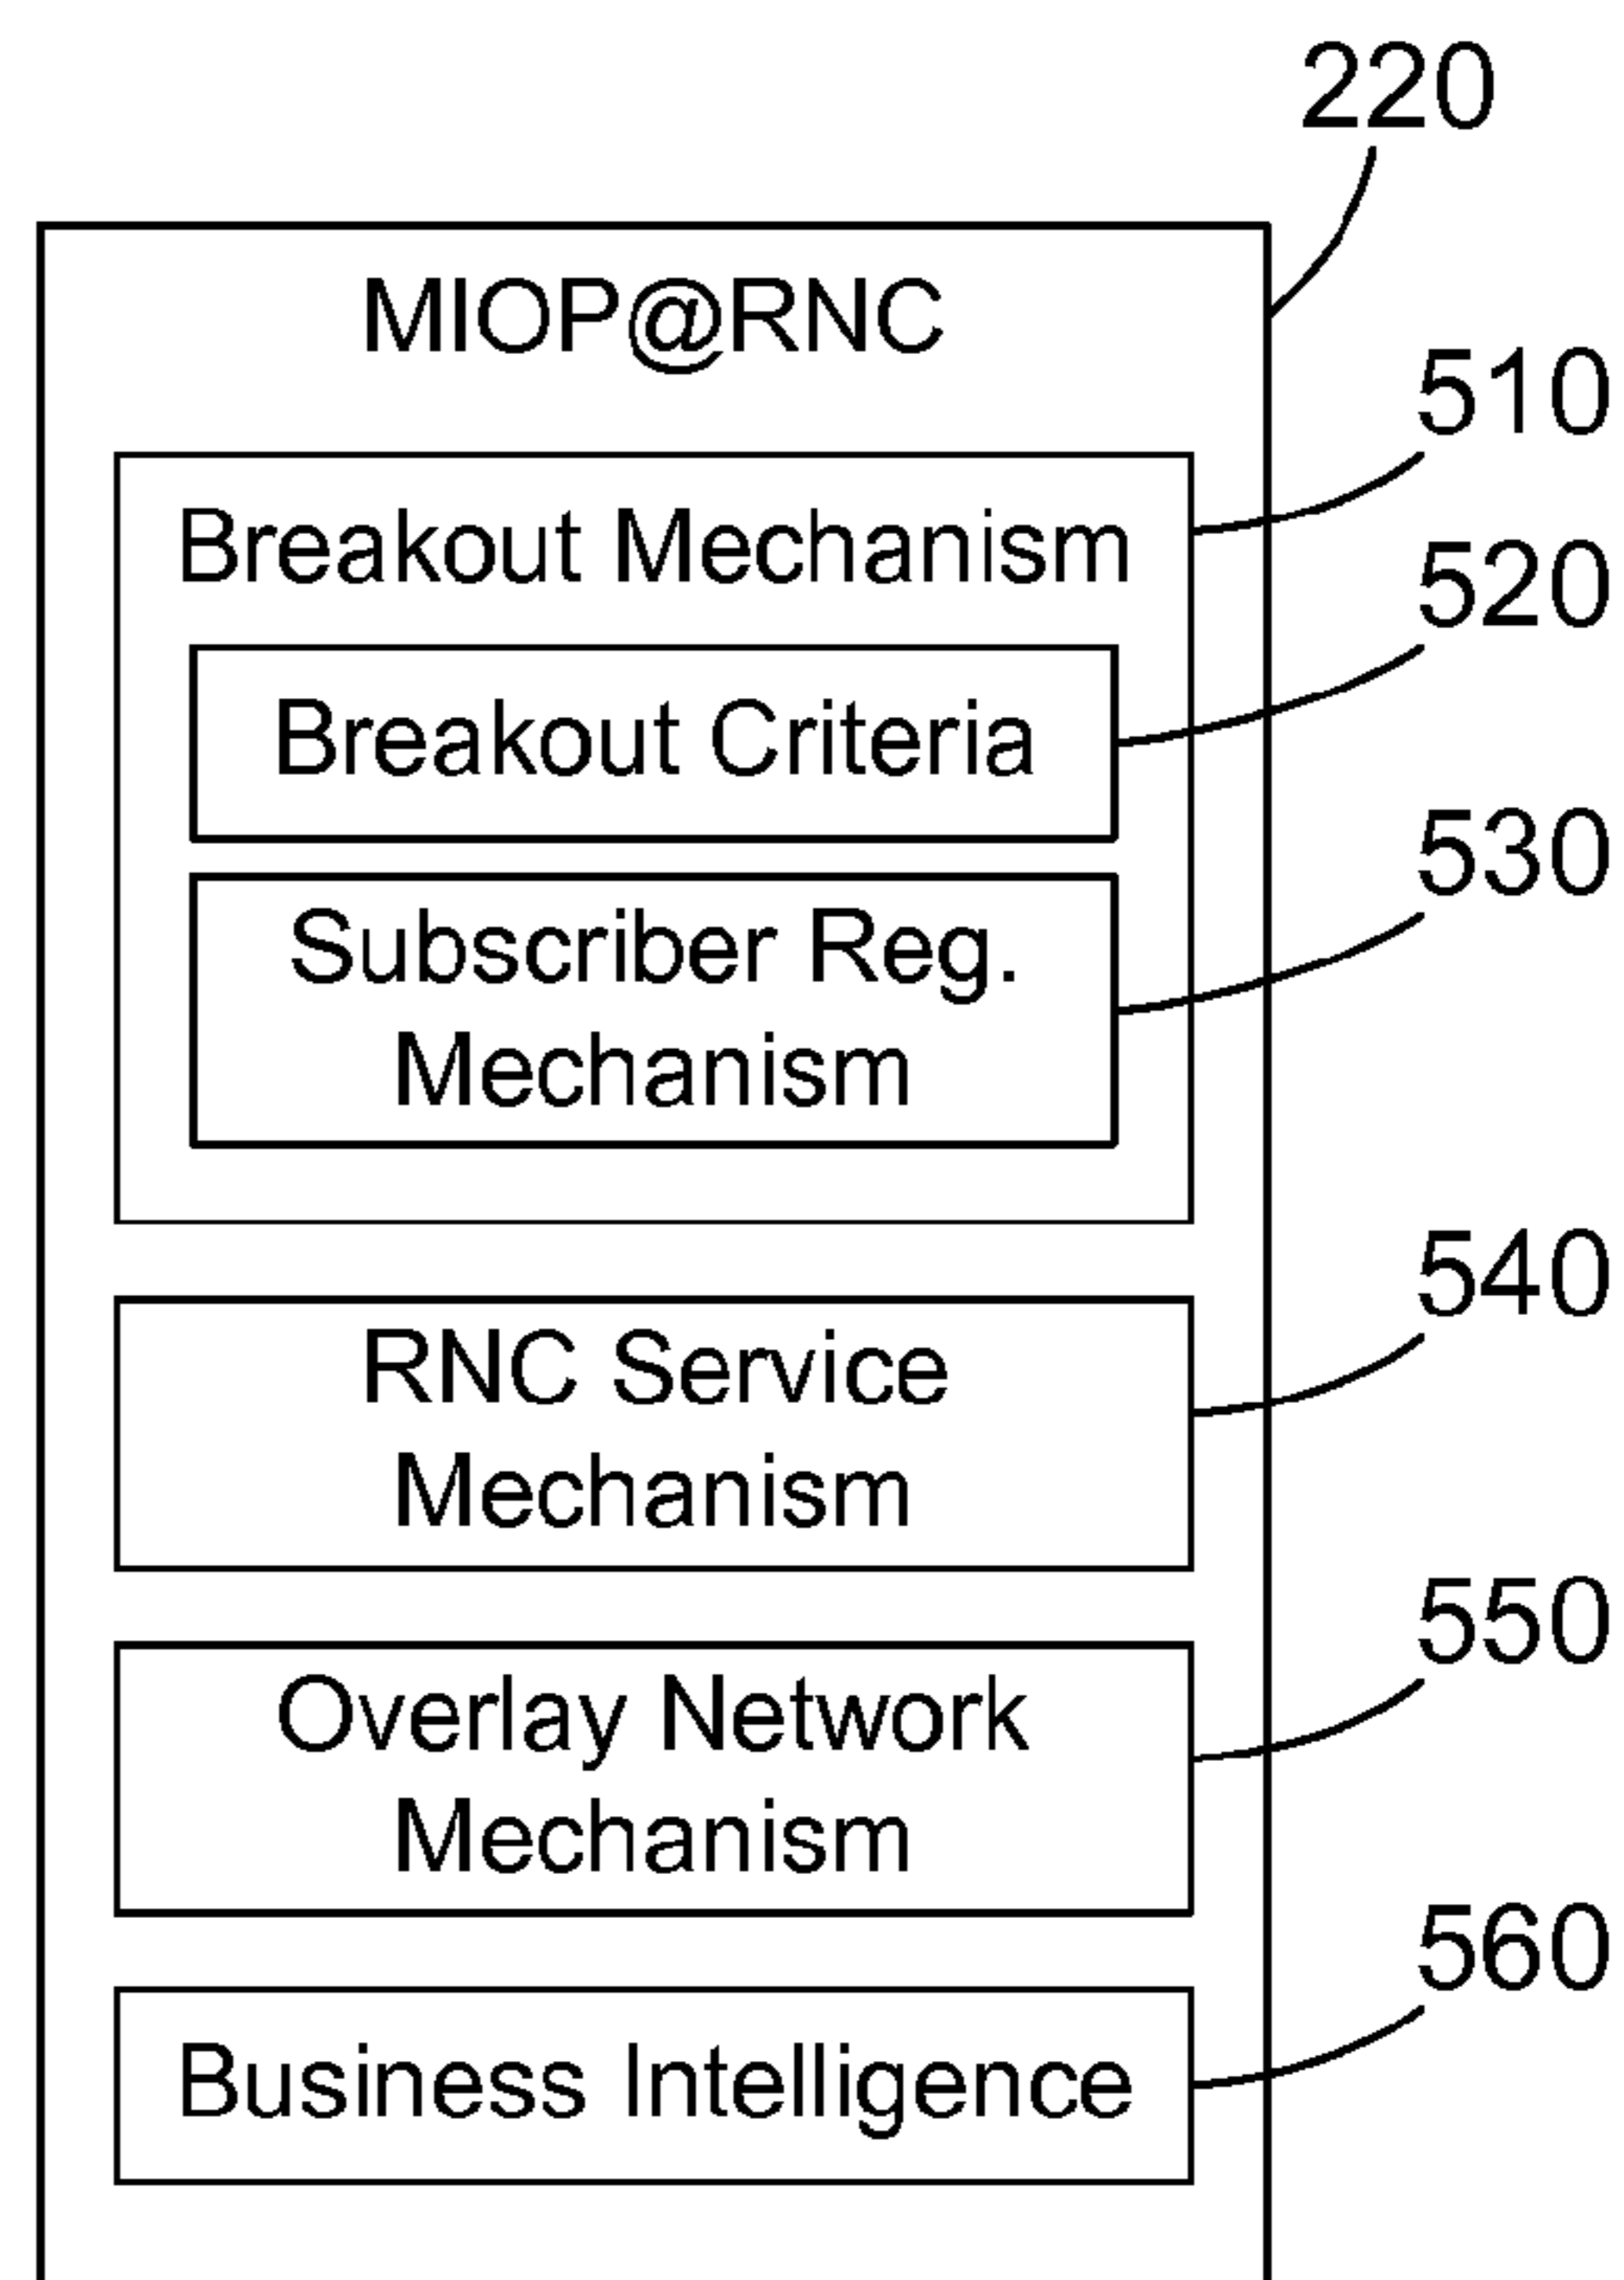 220
MIOP@RNC
510
Breakout Mechanism
520
Breakout Criteria
530
Subscriber Reg.
Mechanism
540
RNC Service
Mechanism
550
Overlay Network
Mechanism
560
Business Intelligence